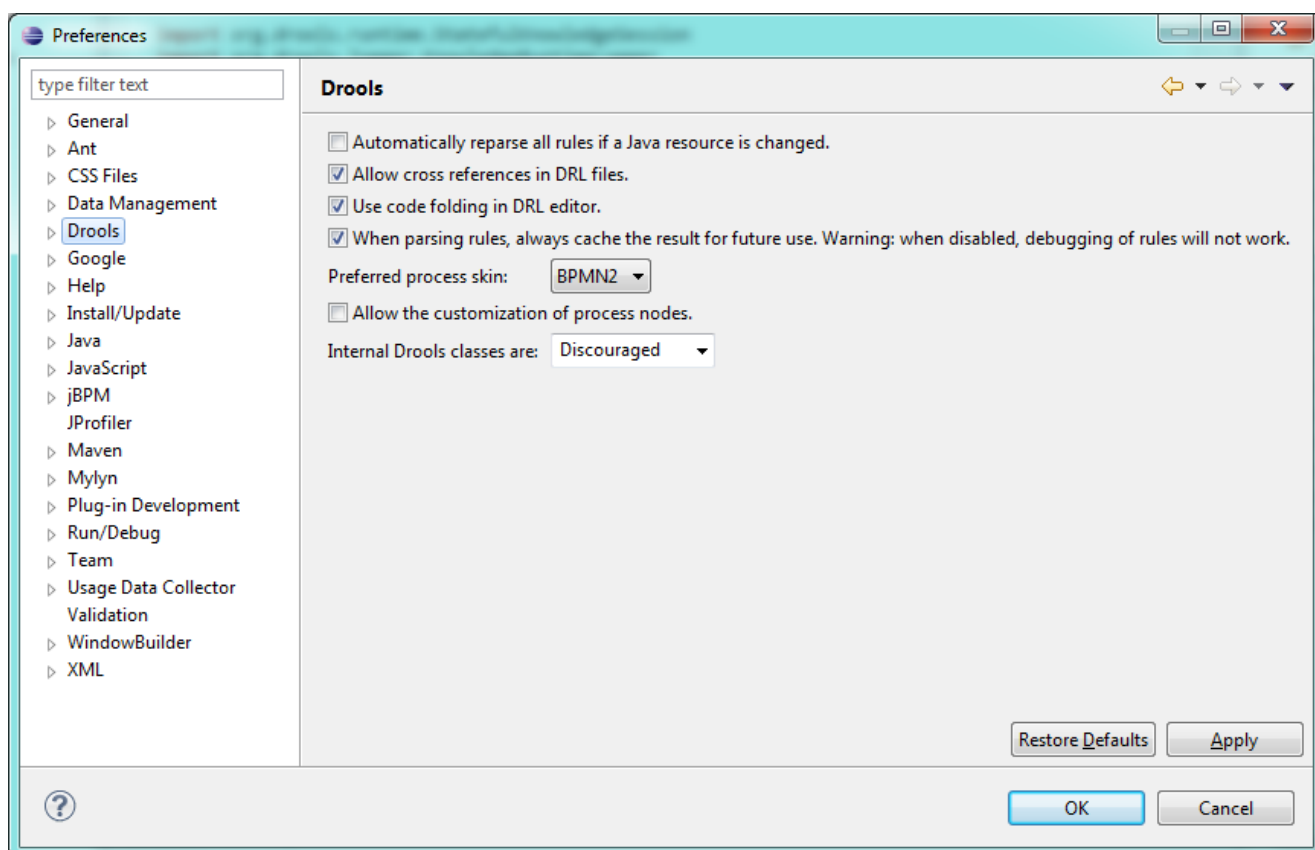 Preferences
type filter text
Drools
General
Ant
CSS Files
Data Management
Drools
Google
Help
Install/Update
Java
JavaScript
jBPM
JProfiler
Maven
Mylyn
Plug-in Development
Run/Debug
Team
Usage Data Collector
Validation
WindowBuilder
XML
Automatically reparse all rules if a Java resource is changed.
Allow cross references in DRL files.
Use code folding in DRL editor.
When parsing rules, always cache the result for future use. Warning: when disabled, debugging of rules will not work.
Preferred process skin: BPMN2
Allow the customization of process nodes.
Internal Drools classes are: Discouraged
Restore Defaults Apply
OK Cancel